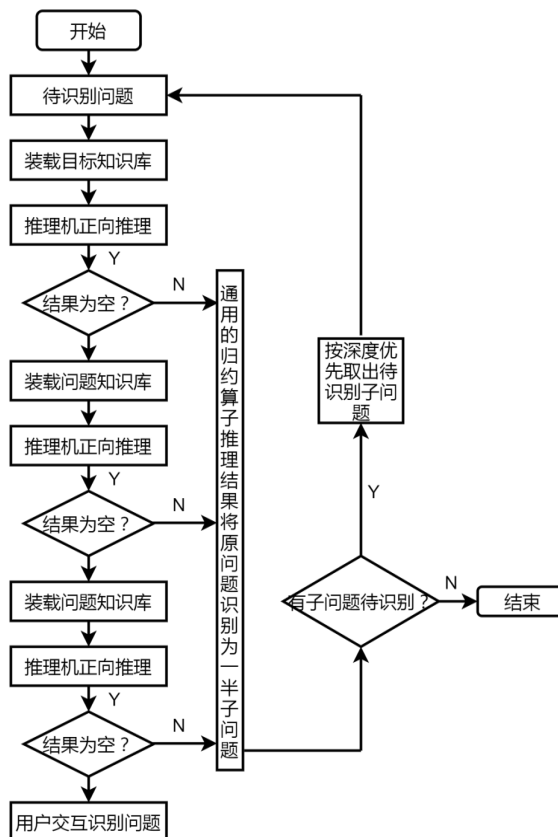 开始
待识别问题
装载目标知识库
推理机正向推理
Y
结果为空？
N
装载问题知识库
推理机正向推理
Y
结果为空？
N
装载问题知识库
推理机正向推理
Y
结果为空？
N
用户交互识别问题
通用的归约算子推理结果将原问题识别为一半子问题
按深度优
先取出待
识别子问
题
Y
有子问题待识别？
N
结束